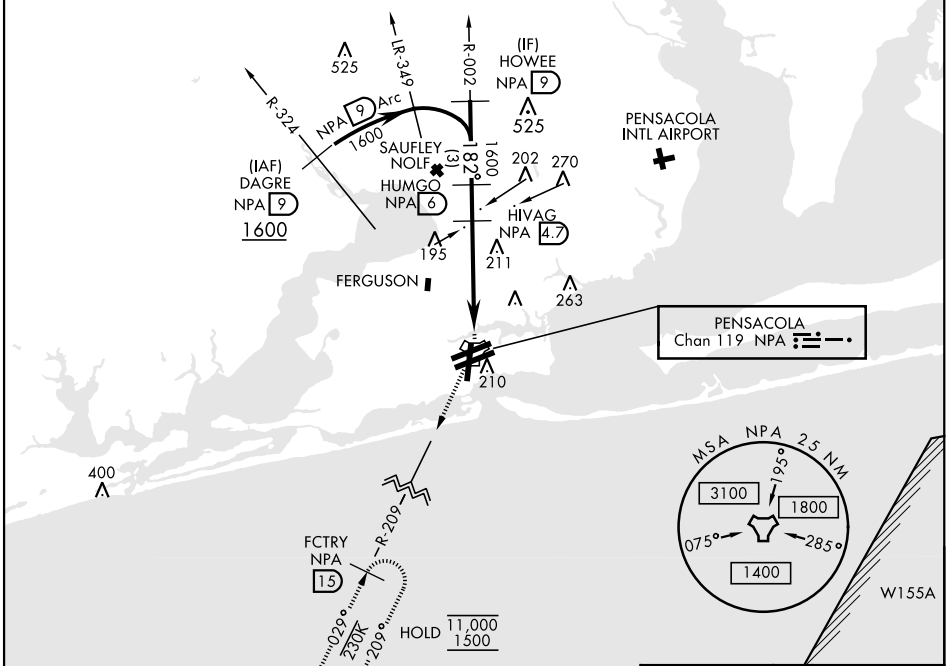 (IF)
HOWEE
NPA 9
525
R-002
LR-349
525
R-324
NPA 9 Arc
1600
(IAF)
DAGRE
NPA 9
1600
SAUFLEY
NOLF
(3)
182°
1600
HUMGO
NPA 6
202
270
HIVAG
NPA 4.7
195
211
263
FERGUSON
PENSACOLA
INTL AIRPORT
PENSACOLA
Chan 119 NPA
210
400
R-209
FCTRY
NPA
15
029°
230K
209°
HOLD 11,000
1500
MSA NPA 25 NM
195°
3100
1800
075°
285°
1400
W155A